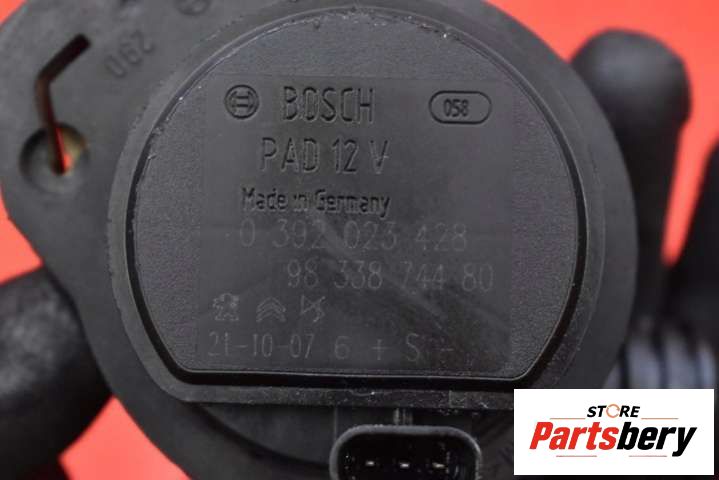 290
BOSCH
058
PAD 12 V
Made in Germany
0 392 023 428
98 338 744 80
21-10-07 6 + S -
STORE
Partsbery